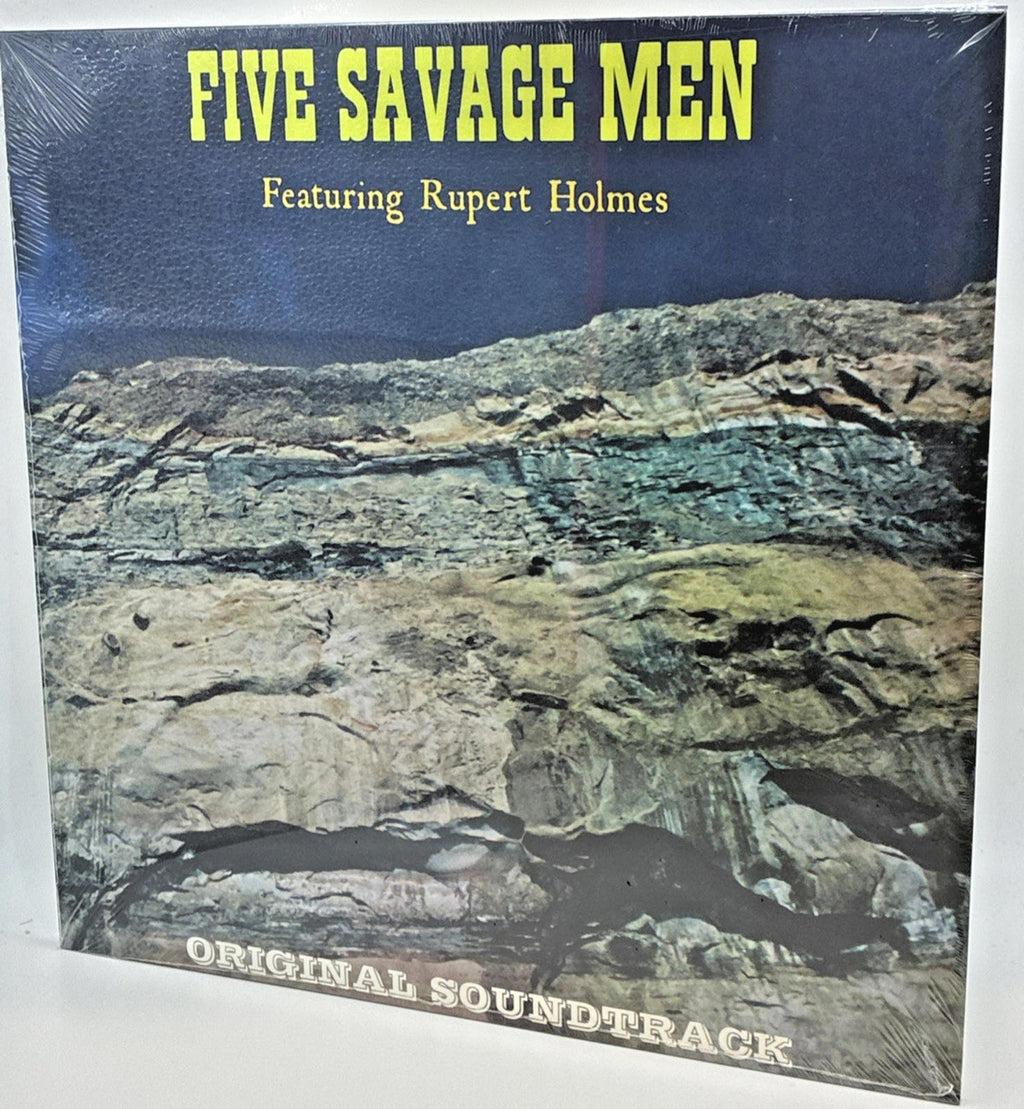 FIVE SAVAGE MEN
Featuring Rupert Holmes
ORIGINAL SOUNDTRACK